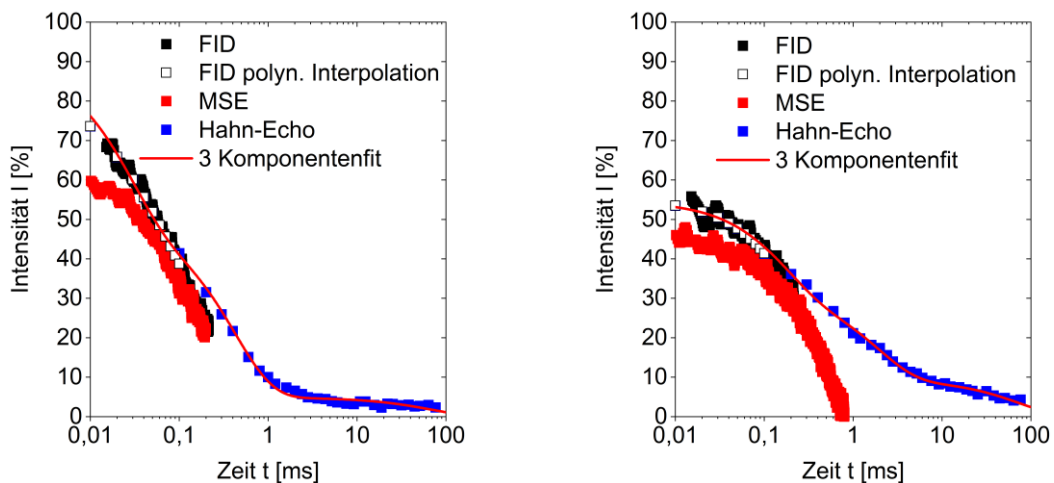 100
90
80
70
60
50
40
30
20
10
0
Intensität I [%]
FID
FID polyn. Interpolation
MSE
Hahn-Echo
3 Komponentenfit
0,01 0,1 1 10 100
Zeit t [ms]
100
90
80
70
60
50
40
30
20
10
0
Intensität I [%]
FID
FID polyn. Interpolation
MSE
Hahn-Echo
3 Komponentenfit
0,01 0,1 1 10 100
Zeit t [ms]